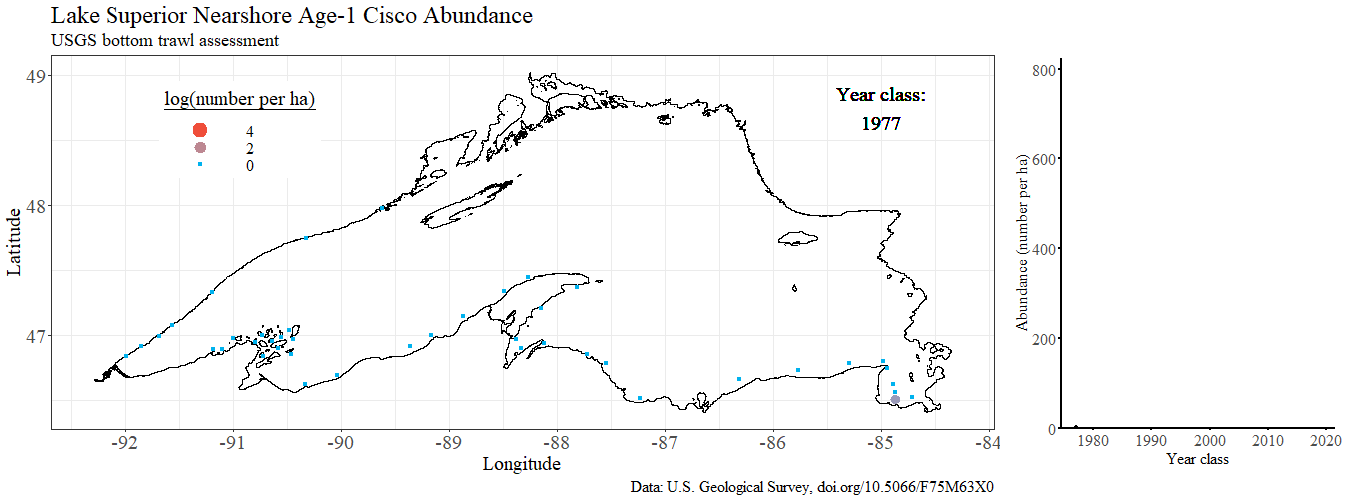 Lake Superior Nearshore Age-1 Cisco Abundance
USGS bottom trawl assessment
log(number per ha)
4
2
0
Year class:
1977
Latitude
49
48
47
-92 -91 -90 -89 -88 -87 -86 -85 -84
Longitude
Abundance (number per ha)
800
600
400
200
0
1980 1990 2000 2010 2020
Year class
Data: U.S. Geological Survey, doi.org/10.5066/F75M63X0